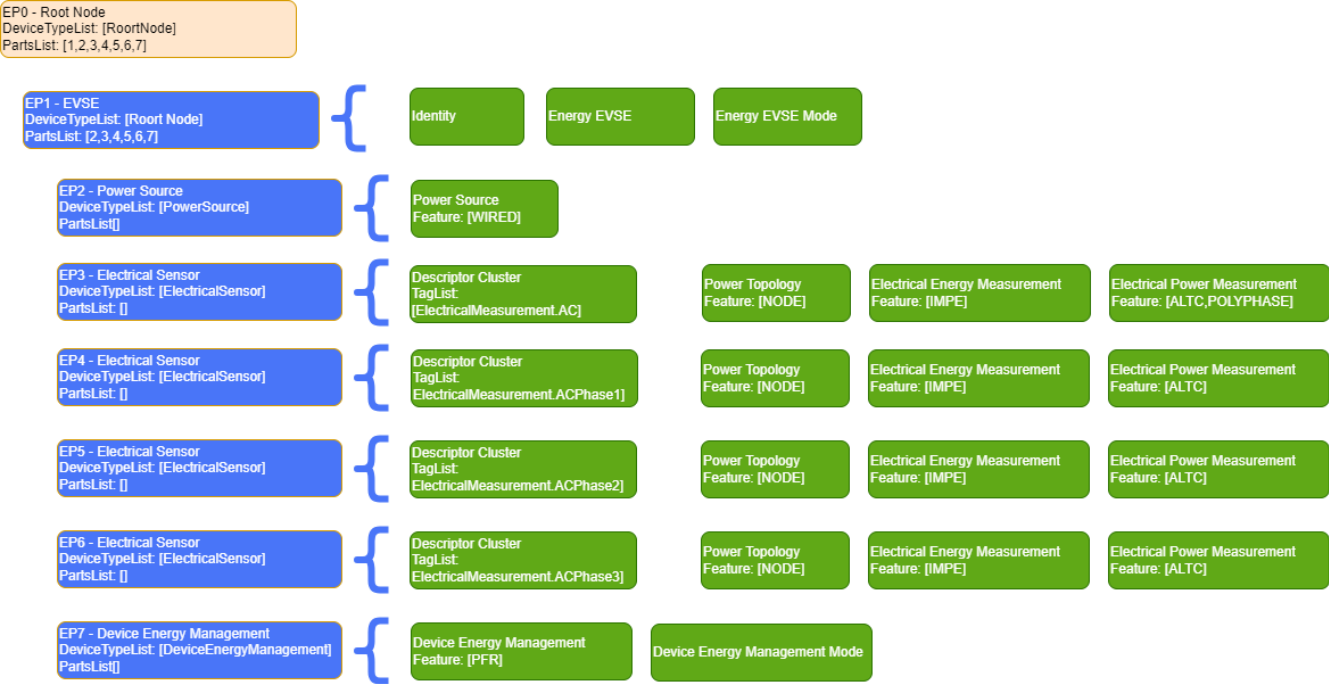 EP0 - Root Node
DeviceTypeList: [RoortNode]
PartsList: [1,2,3,4,5,6,7]
EP1 - EVSE
DeviceTypeList: [Roort Node]
PartsList: [2,3,4,5,6,7]
Identity
Energy EVSE
Energy EVSE Mode
EP2 - Power Source
DeviceTypeList: [PowerSource]
PartsList[]
Power Source
Feature: [WIRED]
EP3 - Electrical Sensor
DeviceTypeList: [ElectricalSensor]
PartsList: []
Descriptor Cluster
TagList:
[ElectricalMeasurement.AC]
Power Topology
Feature: [NODE]
Electrical Energy Measurement
Feature: [IMPE]
Electrical Power Measurement
Feature: [ALTC,POLYPHASE]
EP4 - Electrical Sensor
DeviceTypeList: [ElectricalSensor]
PartsList: []
Descriptor Cluster
TagList:
ElectricalMeasurement.ACPhase1]
Power Topology
Feature: [NODE]
Electrical Energy Measurement
Feature: [IMPE]
Electrical Power Measurement
Feature: [ALTC]
EP5 - Electrical Sensor
DeviceTypeList: [ElectricalSensor]
PartsList: []
Descriptor Cluster
TagList:
ElectricalMeasurement.ACPhase2]
Power Topology
Feature: [NODE]
Electrical Energy Measurement
Feature: [IMPE]
Electrical Power Measurement
Feature: [ALTC]
EP6 - Electrical Sensor
DeviceTypeList: [ElectricalSensor]
PartsList: []
Descriptor Cluster
TagList:
ElectricalMeasurement.ACPhase3]
Power Topology
Feature: [NODE]
Electrical Energy Measurement
Feature: [IMPE]
Electrical Power Measurement
Feature: [ALTC]
EP7 - Device Energy Management
DeviceTypeList: [DeviceEnergyManagement]
PartsList[]
Device Energy Management
Feature: [PFR]
Device Energy Management Mode